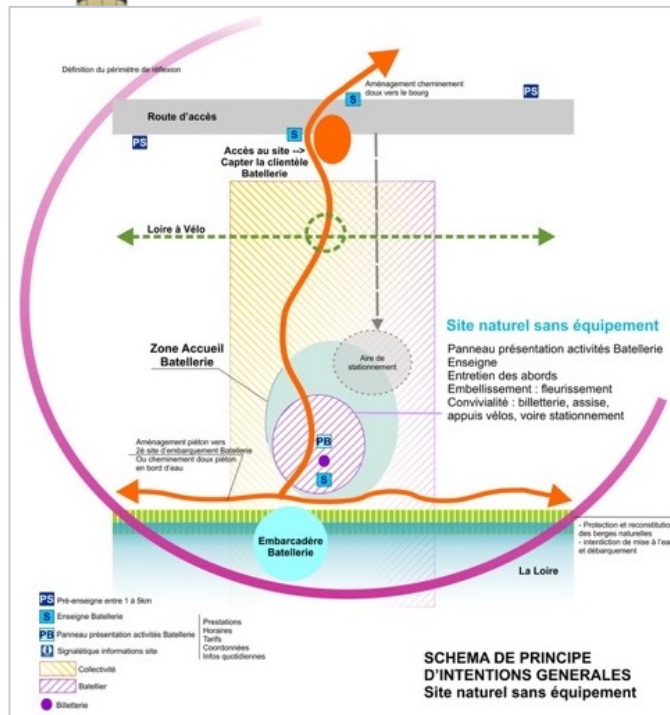 Définition du périmètre de réflexion
Aménagement cheminement
doux vers le bourg
PS
S
Route d'accès
S
PS
Accès au site -->
Capter la clientèle
Batellerie
Loire à Vélo
Site naturel sans équipement
Panneau présentation activités Batellerie
Enseigne
Entretien des abords
Embellissement : fleurissement
Convivialité : billetterie, assise,
appuis vélos, voire stationnement
Zone Accueil
Batellerie
Aire de
stationnement
PB
S
Aménagement piéton vers
2è site d'embarquement Batellerie
Ou cheminement doux piéton
en bord d'eau
Embarcadère
Batellerie
- Protection et reconstitution
des berges naturelles
- interdiction de mise à l'eau
et débarquement
La Loire
PS Pré-enseigne entre 1 à 5km
S Enseigne Batellerie
PB Panneau présentation activités Batellerie
Signalétique informations site
Prestations
Horaires
Tarifs
Coordonnées
Infos quotidiennes
Collectivité
Batelier
Billetterie
SCHEMA DE PRINCIPE
D'INTENTIONS GENERALES
Site naturel sans équipement